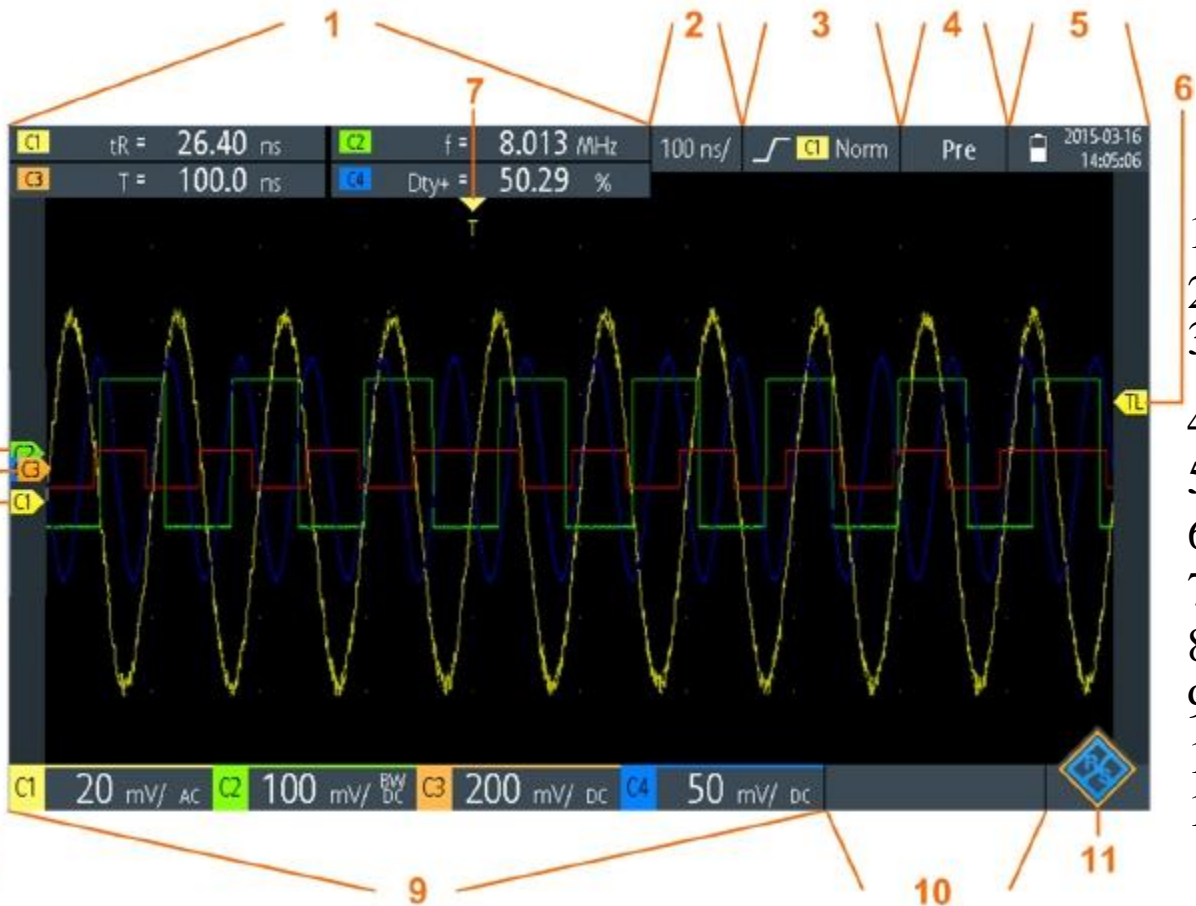 1 2 3 4 5
7 6
C1 tR = 26.40 ns C2 f = 8.013 MHz 100 ns/ C1 Norm Pre 2015-03-16
C3 T = 100.0 ns C4 Dty+ = 50.29 % 14:05:06
T
TL
C2
C3
C1
C1 20 mV/ AC C2 100 mV/ BW DC C3 200 mV/ DC C4 50 mV/ DC
R S
9 10 11